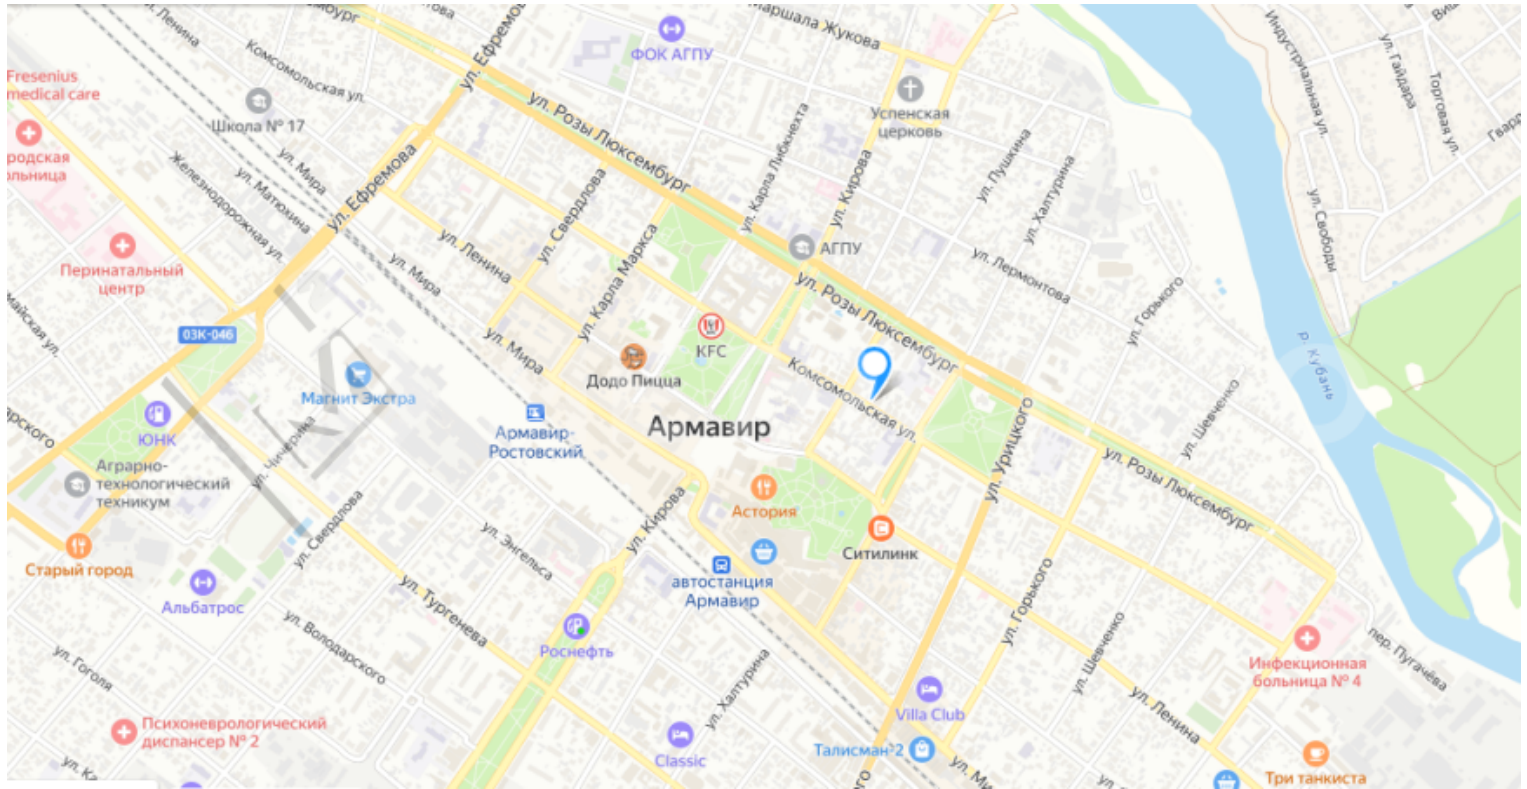 ул. Ленина
Комсомольская ул.
ул. Ефремова
ФОК АГПУ
Маршала Жукова
Успенская
церковь
Индустриальная ул.
ул. Гайдара
Торговая ул.
Fresenius
medical care
Школа № 17
ул. Розы Люксембург
ул. Карла Либкнехта
ул. Кирова
ул. Пушкина
ул. Халтурина
ул. Свободы
ул. Мира
ул. Матюхина
Железнодорожная ул.
ул. Ефремова
ул. Свердлова
ул. Карла Маркса
АГПУ
ул. Лермонтова
ул. Горького
Перинатальный
центр
ул. Ленина
ул. Мира
03К-046
ул. Мира
KFC
Додо Пицца
ул. Розы Люксембург
Комсомольская ул.
р. Кубань
Магнит Экстра
ЮНК
Армавир-
Ростовский
Армавир
ул. Урицкого
ул. Шевченко
ул. Розы Люксембург
Аграрно-
технологический
техникум
ул. Чичерина
ул. Свердлова
ул. Энгельса
ул. Кирова
Астория
Ситилинк
Старый город
Альбатрос
автостанция
Армавир
ул. Тургенева
ул. Горького
ул. Шевченко
ул. Володарского
Роснефть
ул. Гоголя
ул. Халтурина
Villa Club
Инфекционная
больница № 4
пер. Пугачёва
ул. Ленина
Психоневрологический
диспансер № 2
Classic
Талисман-2
Три танкиста